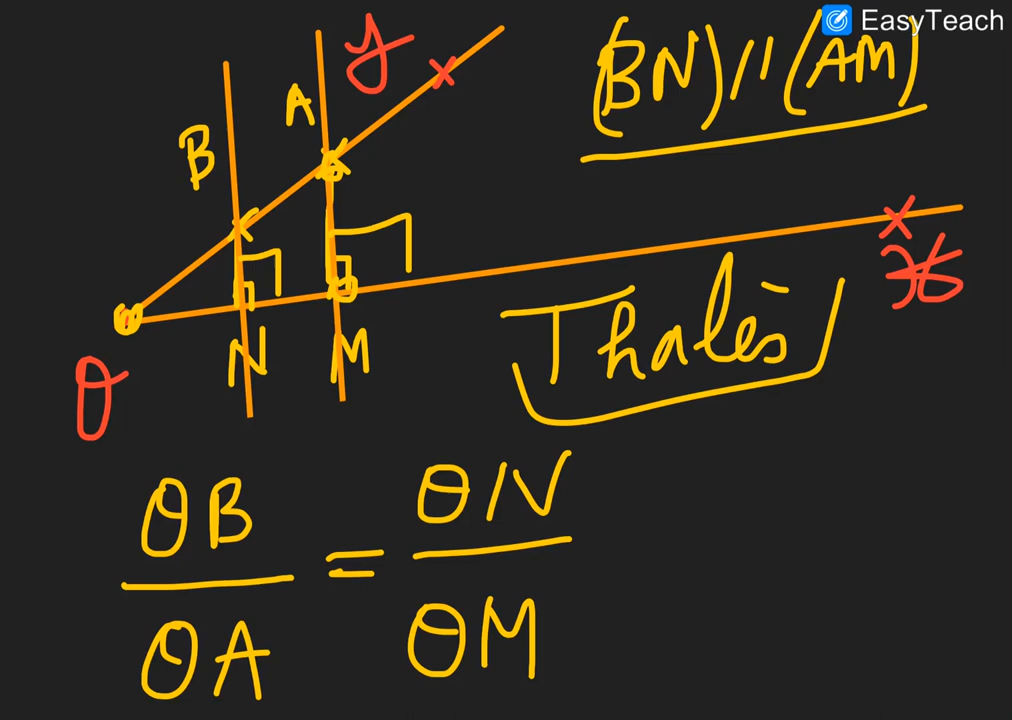 EasyTeach
y
A
B
(BN)//(AM)
x
N
M
O
Thalès
OB/OA = ON/OM